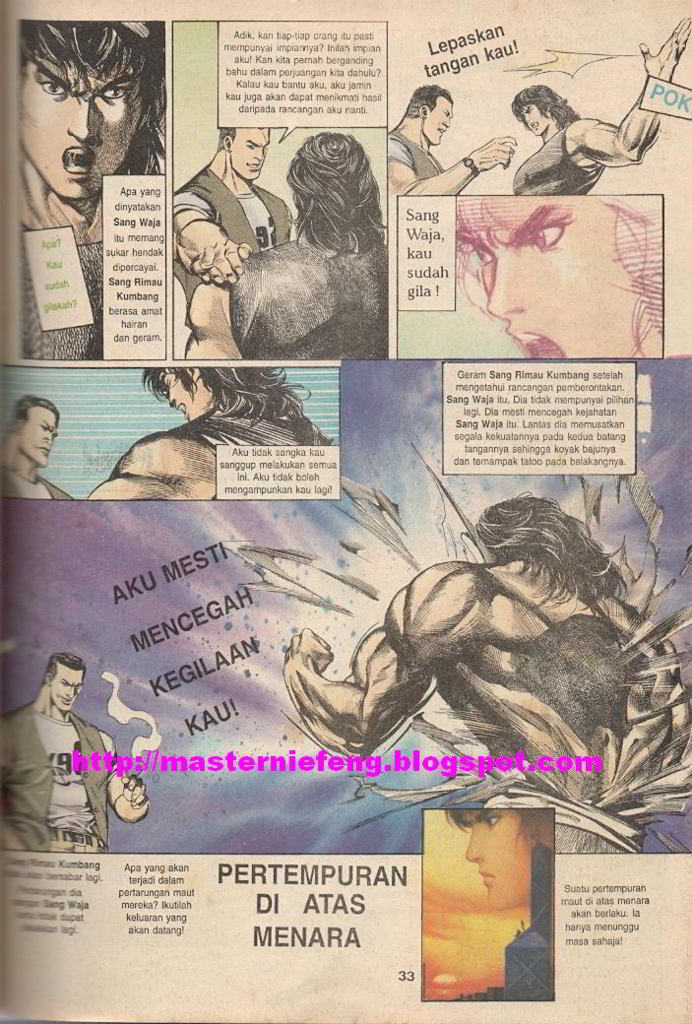 Apa yang
dinyatakan
Sang Waja
itu memang
sukar hendak
dipercayai.
Sang Rimau
Kumbang
berasa amat
hairan
dan geram.
Apa?
Kau
sudah
gilakah?
Adik, kan tiap-tiap orang itu pasti
mempunyai impiannya? Inilah impian
aku! Kan kita pernah berganding
bahu dalam perjuangan kita dahulu?
Kalau kau bantu aku, aku jamin
kau juga akan dapat menikmati hasil
daripada rancangan aku nanti.
92
Lepaskan
tangan kau!
POK
Sang
Waja,
kau
sudah
gila !
Aku tidak sangka kau
sanggup melakukan semua
ini. Aku tidak boleh
mengampunkan kau lagi!
Geram Sang Rimau Kumbang setelah
mengetahui rancangan pemberontakan.
Sang Waja itu. Dia tidak mempunyai pilihan
lagi. Dia mesti mencegah kejahatan
Sang Waja itu. Lantas dia memusatkan
segala kekuatannya pada kedua batang
tangannya sehingga koyak bajunya
dan ternampak tatoo pada belakangnya.
AKU MESTI
MENCEGAH
KEGILAAN
KAU!
http://masterniefeng.blogspot.com
Rimau Kumbang
bersabar lagi.
Pertarungan dia
Sang Waja
tidak dapat
lagi.
Apa yang akan
terjadi dalam
pertarungan maut
mereka? Ikutilah
keluaran yang
akan datang!
PERTEMPURAN
DI ATAS
MENARA
Suatu pertempuran
maut di atas menara
akan berlaku. Ia
hanya menunggu
masa sahaja!
33